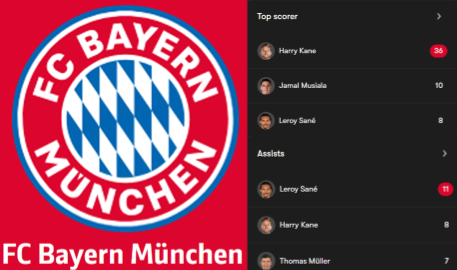 FC BAYERN
MÜNCHEN
FC Bayern München
Top scorer
Harry Kane 36
Jamal Musiala 10
Leroy Sané 8
Assists
Leroy Sané 11
Harry Kane 8
Thomas Müller 7